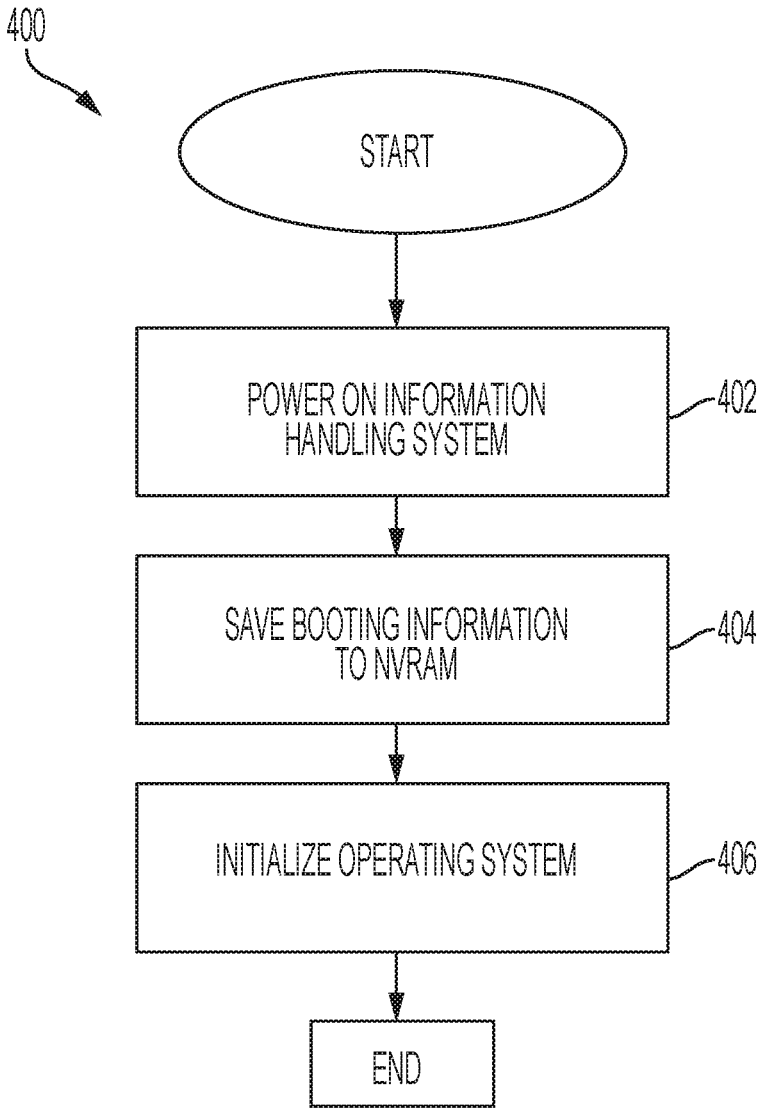 400
START
POWER ON INFORMATION
HANDLING SYSTEM
402
SAVE BOOTING INFORMATION
TO NVRAM
404
INITIALIZE OPERATING SYSTEM
406
END